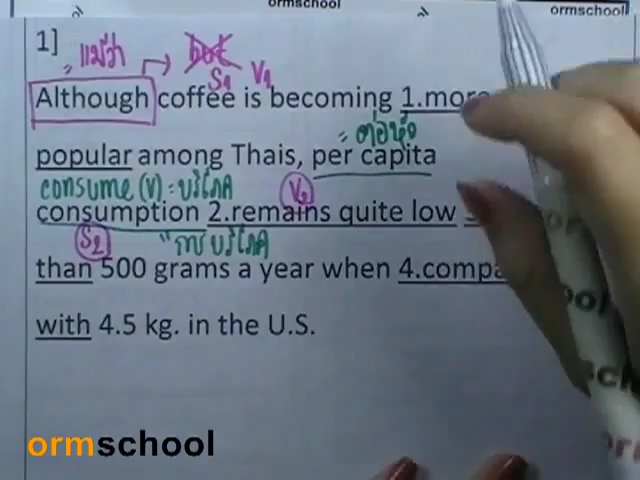 ormschool
ormschool
1]
= แม้ว่า
but
S1 V1
Although coffee is becoming 1.more
= ต่อหัว
popular among Thais, per capita
consume (V) = บริโภค V2
consumption 2.remains quite low
S2 = การบริโภค
than 500 grams a year when 4.compa
with 4.5 kg. in the U.S.
ormschool